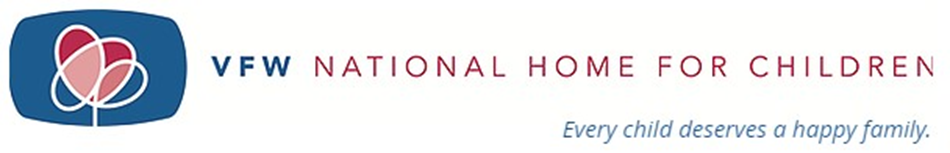 VFW NATIONAL HOME FOR CHILDREN
Every child deserves a happy family.